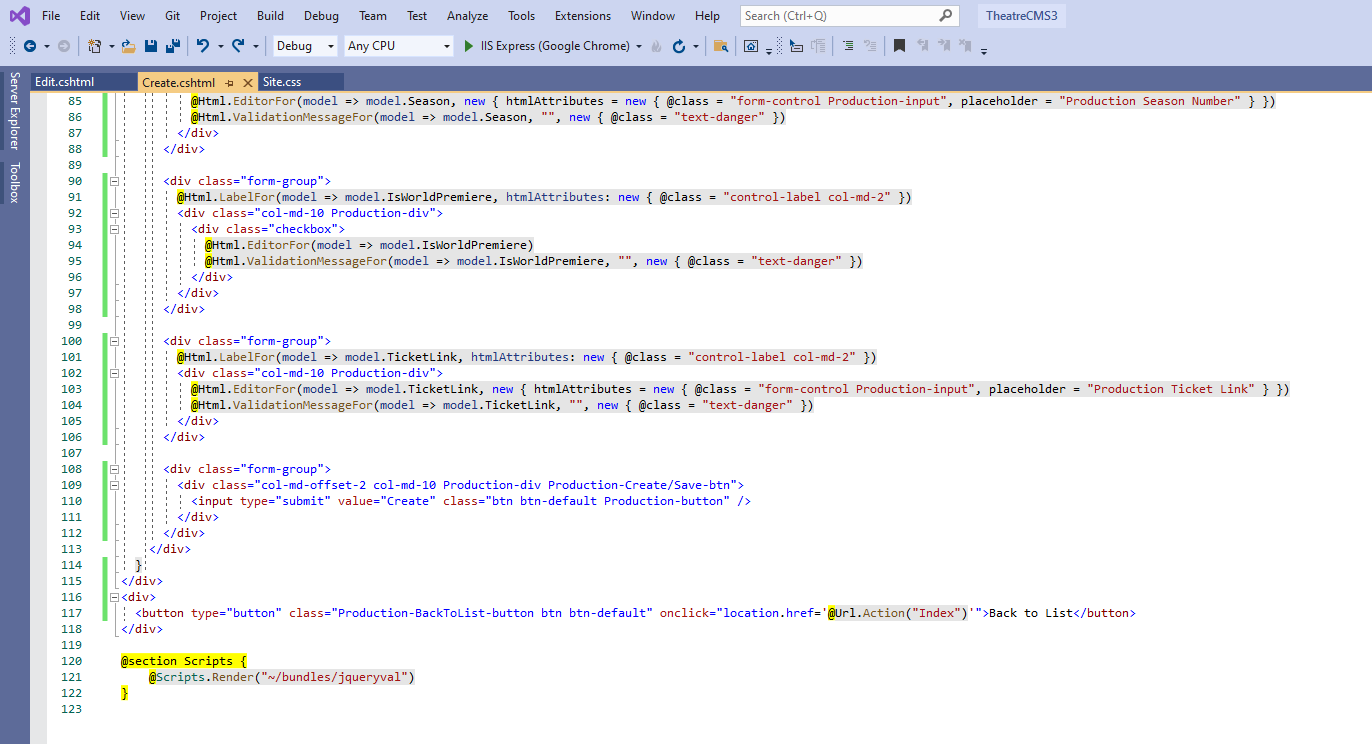 File Edit View Git Project Build Debug Team Test Analyze Tools Extensions Window Help Search (Ctrl+Q) TheatreCMS3
Debug Any CPU IIS Express (Google Chrome)
Server Explorer
Toolbox
Edit.cshtml Create.cshtml Site.css
85 @Html.EditorFor(model => model.Season, new { htmlAttributes = new { @class = "form-control Production-input", placeholder = "Production Season Number" } })
86 @Html.ValidationMessageFor(model => model.Season, "", new { @class = "text-danger" })
87 </div>
88 </div>
89
90 <div class="form-group">
91 @Html.LabelFor(model => model.IsWorldPremiere, htmlAttributes: new { @class = "control-label col-md-2" })
92 <div class="col-md-10 Production-div">
93 <div class="checkbox">
94 @Html.EditorFor(model => model.IsWorldPremiere)
95 @Html.ValidationMessageFor(model => model.IsWorldPremiere, "", new { @class = "text-danger" })
96 </div>
97 </div>
98 </div>
99
100 <div class="form-group">
101 @Html.LabelFor(model => model.TicketLink, htmlAttributes: new { @class = "control-label col-md-2" })
102 <div class="col-md-10 Production-div">
103 @Html.EditorFor(model => model.TicketLink, new { htmlAttributes = new { @class = "form-control Production-input", placeholder = "Production Ticket Link" } })
104 @Html.ValidationMessageFor(model => model.TicketLink, "", new { @class = "text-danger" })
105 </div>
106 </div>
107
108 <div class="form-group">
109 <div class="col-md-offset-2 col-md-10 Production-div Production-Create/Save-btn">
110 <input type="submit" value="Create" class="btn btn-default Production-button" />
111 </div>
112 </div>
113 </div>
114 }
115 </div>
116 <div>
117 <button type="button" class="Production-BackToList-button btn btn-default" onclick="location.href='@Url.Action("Index")'">Back to List</button>
118 </div>
119
120 @section Scripts {
121 @Scripts.Render("~/bundles/jqueryval")
122 }
123